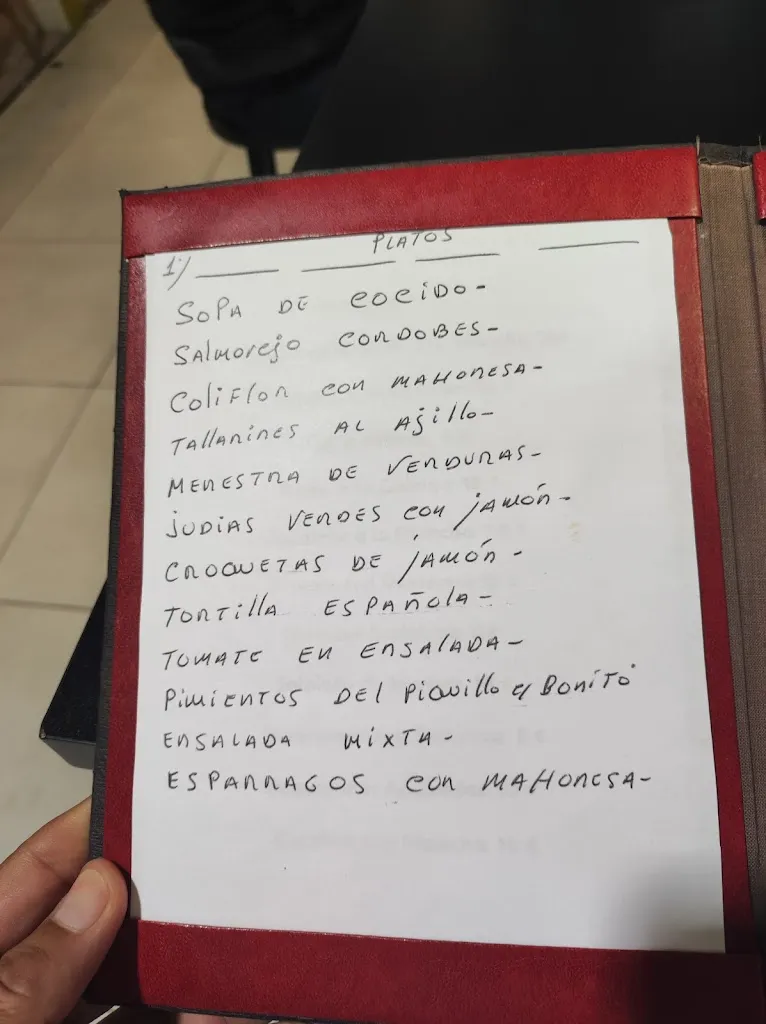 PLATOS
1º/
SOPA DE COCIDO-
SALMOREJO CORDOBES-
COLIFLOR CON MAHONESA-
TALLARINES AL AJILLO-
MENESTRA DE VERDURAS-
JUDIAS VERDES CON JAMÓN-
CROQUETAS DE JAMÓN-
TORTILLA ESPAÑOLA-
TOMATE EN ENSALADA-
PIMIENTOS DEL PIQUILLO Y BONITO
ENSALADA MIXTA-
ESPARRAGOS CON MAHONESA-